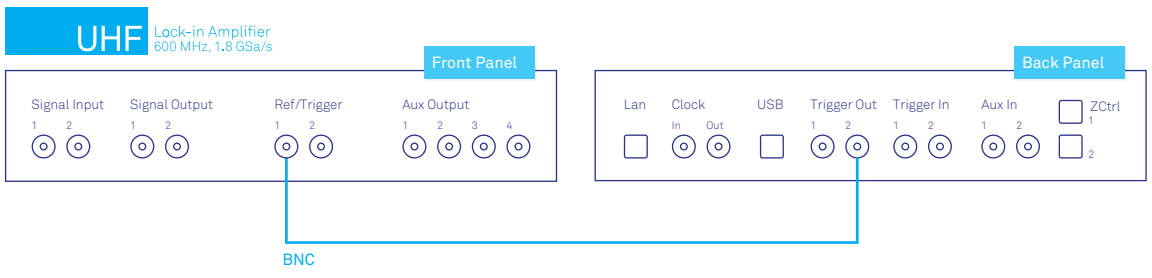 UHF
Lock-in Amplifier
600 MHz, 1.8 GSa/s
Front Panel
Back Panel
Signal Input Signal Output Ref/Trigger Aux Output
1 2 1 2 1 2 1 2 3 4
Lan Clock USB Trigger Out Trigger In Aux In ZCtrl
In Out 1 2 1 2 1 2 1
2
BNC